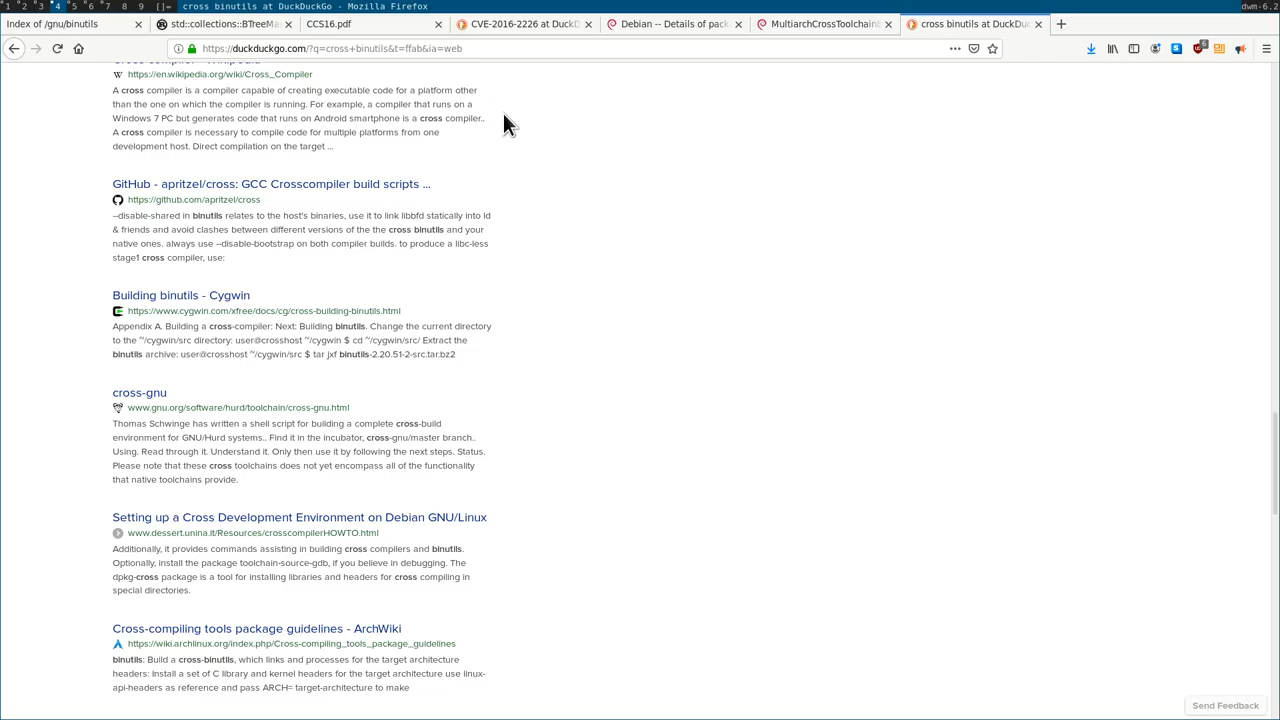 1 2 3 4 5 6 7 8 9 []= cross binutils at DuckDuckGo - Mozilla Firefox dwm-6.2
Index of /gnu/binutils
std::collections::BTreeMa
CCS16.pdf
CVE-2016-2226 at DuckD
Debian -- Details of pack
MultiarchCrossToolchainB
cross binutils at DuckDuc
https://duckduckgo.com/?q=cross+binutils&t=ffab&ia=web
https://en.wikipedia.org/wiki/Cross_Compiler
A cross compiler is a compiler capable of creating executable code for a platform other
than the one on which the compiler is running. For example, a compiler that runs on a
Windows 7 PC but generates code that runs on Android smartphone is a cross compiler..
A cross compiler is necessary to compile code for multiple platforms from one
development host. Direct compilation on the target ...
GitHub - apritzel/cross: GCC Crosscompiler build scripts ...
https://github.com/apritzel/cross
--disable-shared in binutils relates to the host's binaries, use it to link libbfd statically into ld
& friends and avoid clashes between different versions of the the cross binutils and your
native ones. always use --disable-bootstrap on both compiler builds. to produce a libc-less
stage1 cross compiler, use:
Building binutils - Cygwin
https://www.cygwin.com/xfree/docs/cg/cross-building-binutils.html
Appendix A. Building a cross-compiler: Next: Building binutils. Change the current directory
to the ~/cygwin/src directory: user@crosshost ~/cygwin $ cd ~/cygwin/src/ Extract the
binutils archive: user@crosshost ~/cygwin/src $ tar jxf binutils-2.20.51-2-src.tar.bz2
cross-gnu
www.gnu.org/software/hurd/toolchain/cross-gnu.html
Thomas Schwinge has written a shell script for building a complete cross-build
environment for GNU/Hurd systems.. Find it in the incubator, cross-gnu/master branch..
Using. Read through it. Understand it. Only then use it by following the next steps. Status.
Please note that these cross toolchains does not yet encompass all of the functionality
that native toolchains provide.
Setting up a Cross Development Environment on Debian GNU/Linux
www.dessert.unina.it/Resources/crosscompilerHOWTO.html
Additionally, it provides commands assisting in building cross compilers and binutils.
Optionally, install the package toolchain-source-gdb, if you believe in debugging. The
dpkg-cross package is a tool for installing libraries and headers for cross compiling in
special directories.
Cross-compiling tools package guidelines - ArchWiki
https://wiki.archlinux.org/index.php/Cross-compiling_tools_package_guidelines
binutils: Build a cross-binutils, which links and processes for the target architecture
headers: Install a set of C library and kernel headers for the target architecture use linux-
api-headers as reference and pass ARCH= target-architecture to make
Send Feedback